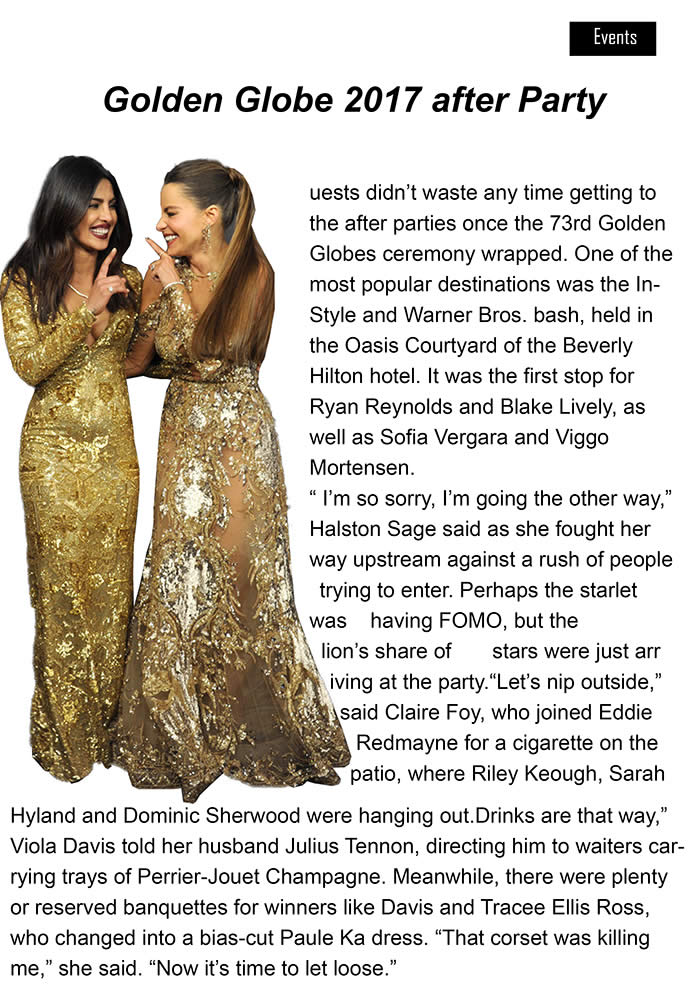 Events
Golden Globe 2017 after Party
uests didn’t waste any time getting to
the after parties once the 73rd Golden
Globes ceremony wrapped. One of the
most popular destinations was the In-
Style and Warner Bros. bash, held in
the Oasis Courtyard of the Beverly
Hilton hotel. It was the first stop for
Ryan Reynolds and Blake Lively, as
well as Sofia Vergara and Viggo
Mortensen.
“ I’m so sorry, I’m going the other way,”
Halston Sage said as she fought her
way upstream against a rush of people
trying to enter. Perhaps the starlet
was having FOMO, but the
lion’s share of stars were just arr
iving at the party.“Let’s nip outside,”
said Claire Foy, who joined Eddie
Redmayne for a cigarette on the
patio, where Riley Keough, Sarah
Hyland and Dominic Sherwood were hanging out.Drinks are that way,”
Viola Davis told her husband Julius Tennon, directing him to waiters car-
rying trays of Perrier-Jouet Champagne. Meanwhile, there were plenty
or reserved banquettes for winners like Davis and Tracee Ellis Ross,
who changed into a bias-cut Paule Ka dress. “That corset was killing
me,” she said. “Now it’s time to let loose.”